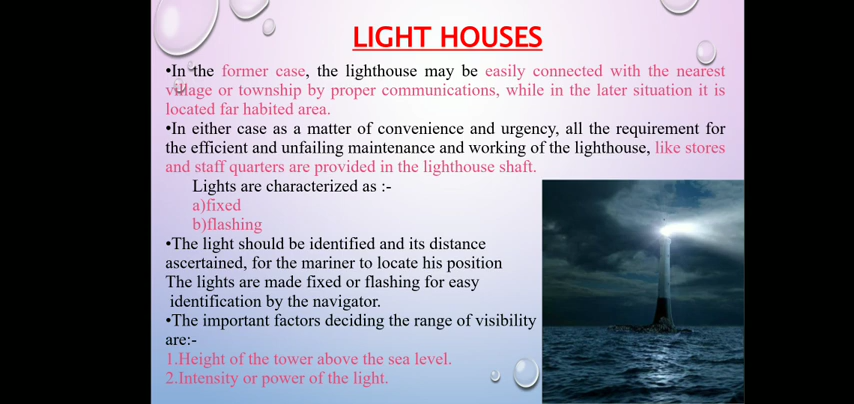 LIGHT HOUSES
•In the former case, the lighthouse may be easily connected with the nearest
village or township by proper communications, while in the later situation it is
located far habited area.
•In either case as a matter of convenience and urgency, all the requirement for
the efficient and unfailing maintenance and working of the lighthouse, like stores
and staff quarters are provided in the lighthouse shaft.
Lights are characterized as :-
a)fixed
b)flashing
•The light should be identified and its distance
ascertained, for the mariner to locate his position
The lights are made fixed or flashing for easy
identification by the navigator.
•The important factors deciding the range of visibility
are:-
1.Height of the tower above the sea level.
2.Intensity or power of the light.